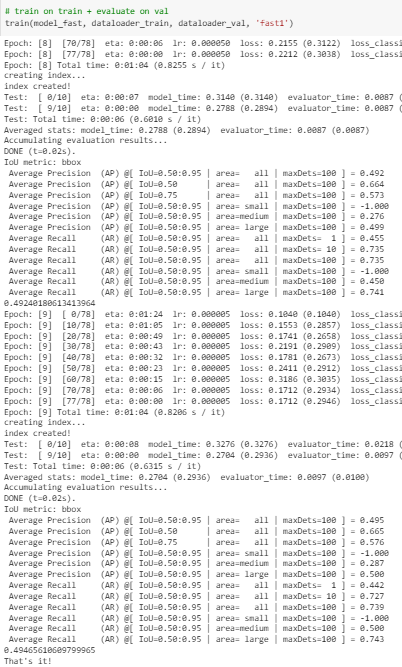 # train on train + evaluate on val
train(model_fast, dataloader_train, dataloader_val, 'fast1')
Epoch: [8]  [70/78]  eta: 0:00:06  lr: 0.000050  loss: 0.2155 (0.3122)  loss_classi
Epoch: [8]  [77/78]  eta: 0:00:00  lr: 0.000050  loss: 0.2212 (0.3038)  loss_classi
Epoch: [8] Total time: 0:01:04 (0.8255 s / it)
creating index...
index created!
Test:  [ 0/10]  eta: 0:00:07  model_time: 0.3140 (0.3140)  evaluator_time: 0.0087 (
Test:  [ 9/10]  eta: 0:00:00  model_time: 0.2788 (0.2894)  evaluator_time: 0.0087 (
Test: Total time: 0:00:06 (0.6010 s / it)
Averaged stats: model_time: 0.2788 (0.2894)  evaluator_time: 0.0087 (0.0087)
Accumulating evaluation results...
DONE (t=0.02s).
IoU metric: bbox
Average Precision  (AP) @[ IoU=0.50:0.95 | area=   all | maxDets=100 ] = 0.492
Average Precision  (AP) @[ IoU=0.50      | area=   all | maxDets=100 ] = 0.664
Average Precision  (AP) @[ IoU=0.75      | area=   all | maxDets=100 ] = 0.573
Average Precision  (AP) @[ IoU=0.50:0.95 | area= small | maxDets=100 ] = -1.000
Average Precision  (AP) @[ IoU=0.50:0.95 | area=medium | maxDets=100 ] = 0.276
Average Precision  (AP) @[ IoU=0.50:0.95 | area= large | maxDets=100 ] = 0.499
Average Recall     (AR) @[ IoU=0.50:0.95 | area=   all | maxDets=  1 ] = 0.455
Average Recall     (AR) @[ IoU=0.50:0.95 | area=   all | maxDets= 10 ] = 0.735
Average Recall     (AR) @[ IoU=0.50:0.95 | area=   all | maxDets=100 ] = 0.735
Average Recall     (AR) @[ IoU=0.50:0.95 | area= small | maxDets=100 ] = -1.000
Average Recall     (AR) @[ IoU=0.50:0.95 | area=medium | maxDets=100 ] = 0.450
Average Recall     (AR) @[ IoU=0.50:0.95 | area= large | maxDets=100 ] = 0.741
0.49240180613413964
Epoch: [9]  [ 0/78]  eta: 0:01:24  lr: 0.000005  loss: 0.1040 (0.1040)  loss_classi
Epoch: [9]  [10/78]  eta: 0:01:05  lr: 0.000005  loss: 0.1553 (0.2857)  loss_classi
Epoch: [9]  [20/78]  eta: 0:00:49  lr: 0.000005  loss: 0.1741 (0.2658)  loss_classi
Epoch: [9]  [30/78]  eta: 0:00:43  lr: 0.000005  loss: 0.2191 (0.2909)  loss_classi
Epoch: [9]  [40/78]  eta: 0:00:32  lr: 0.000005  loss: 0.1781 (0.2673)  loss_classi
Epoch: [9]  [50/78]  eta: 0:00:23  lr: 0.000005  loss: 0.2411 (0.2912)  loss_classi
Epoch: [9]  [60/78]  eta: 0:00:15  lr: 0.000005  loss: 0.3186 (0.3035)  loss_classi
Epoch: [9]  [70/78]  eta: 0:00:06  lr: 0.000005  loss: 0.1712 (0.2934)  loss_classi
Epoch: [9]  [77/78]  eta: 0:00:00  lr: 0.000005  loss: 0.1712 (0.2946)  loss_classi
Epoch: [9] Total time: 0:01:04 (0.8206 s / it)
creating index...
index created!
Test:  [ 0/10]  eta: 0:00:08  model_time: 0.3276 (0.3276)  evaluator_time: 0.0218 (
Test:  [ 9/10]  eta: 0:00:00  model_time: 0.2704 (0.2936)  evaluator_time: 0.0097 (
Test: Total time: 0:00:06 (0.6315 s / it)
Averaged stats: model_time: 0.2704 (0.2936)  evaluator_time: 0.0097 (0.0100)
Accumulating evaluation results...
DONE (t=0.02s).
IoU metric: bbox
Average Precision  (AP) @[ IoU=0.50:0.95 | area=   all | maxDets=100 ] = 0.495
Average Precision  (AP) @[ IoU=0.50      | area=   all | maxDets=100 ] = 0.665
Average Precision  (AP) @[ IoU=0.75      | area=   all | maxDets=100 ] = 0.576
Average Precision  (AP) @[ IoU=0.50:0.95 | area= small | maxDets=100 ] = -1.000
Average Precision  (AP) @[ IoU=0.50:0.95 | area=medium | maxDets=100 ] = 0.287
Average Precision  (AP) @[ IoU=0.50:0.95 | area= large | maxDets=100 ] = 0.500
Average Recall     (AR) @[ IoU=0.50:0.95 | area=   all | maxDets=  1 ] = 0.442
Average Recall     (AR) @[ IoU=0.50:0.95 | area=   all | maxDets= 10 ] = 0.727
Average Recall     (AR) @[ IoU=0.50:0.95 | area=   all | maxDets=100 ] = 0.739
Average Recall     (AR) @[ IoU=0.50:0.95 | area= small | maxDets=100 ] = -1.000
Average Recall     (AR) @[ IoU=0.50:0.95 | area=medium | maxDets=100 ] = 0.500
Average Recall     (AR) @[ IoU=0.50:0.95 | area= large | maxDets=100 ] = 0.743
0.49465610609799965
That's it!